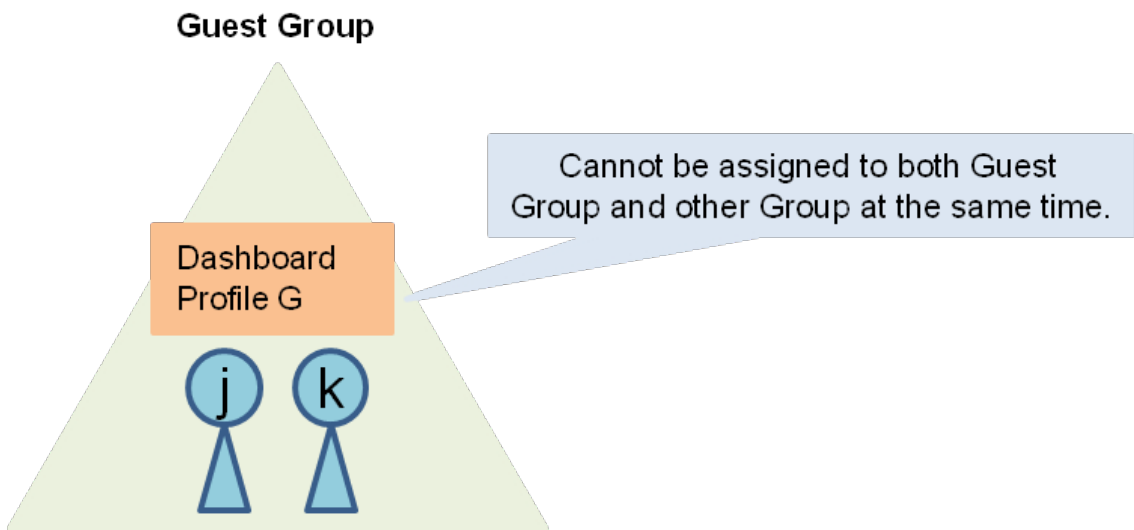 Guest Group
Cannot be assigned to both Guest
Group and other Group at the same time.
Dashboard
Profile G
j k